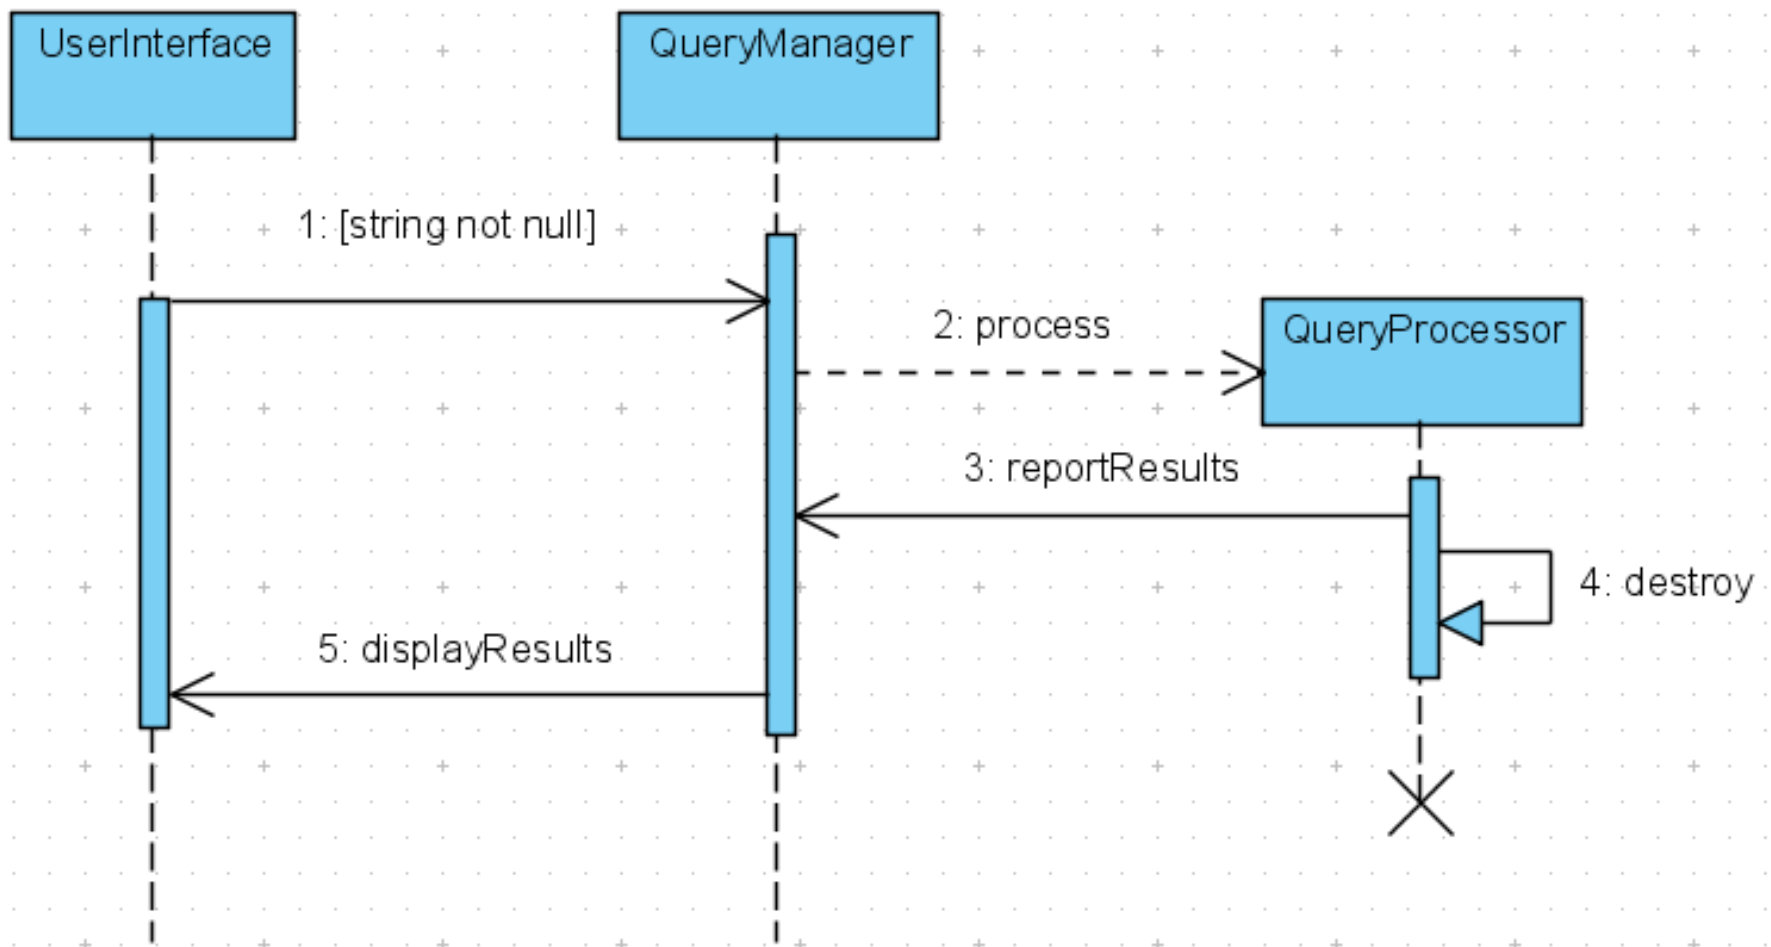 UserInterface
QueryManager
1: [string not null]
2: process
QueryProcessor
3: reportResults
4: destroy
5: displayResults